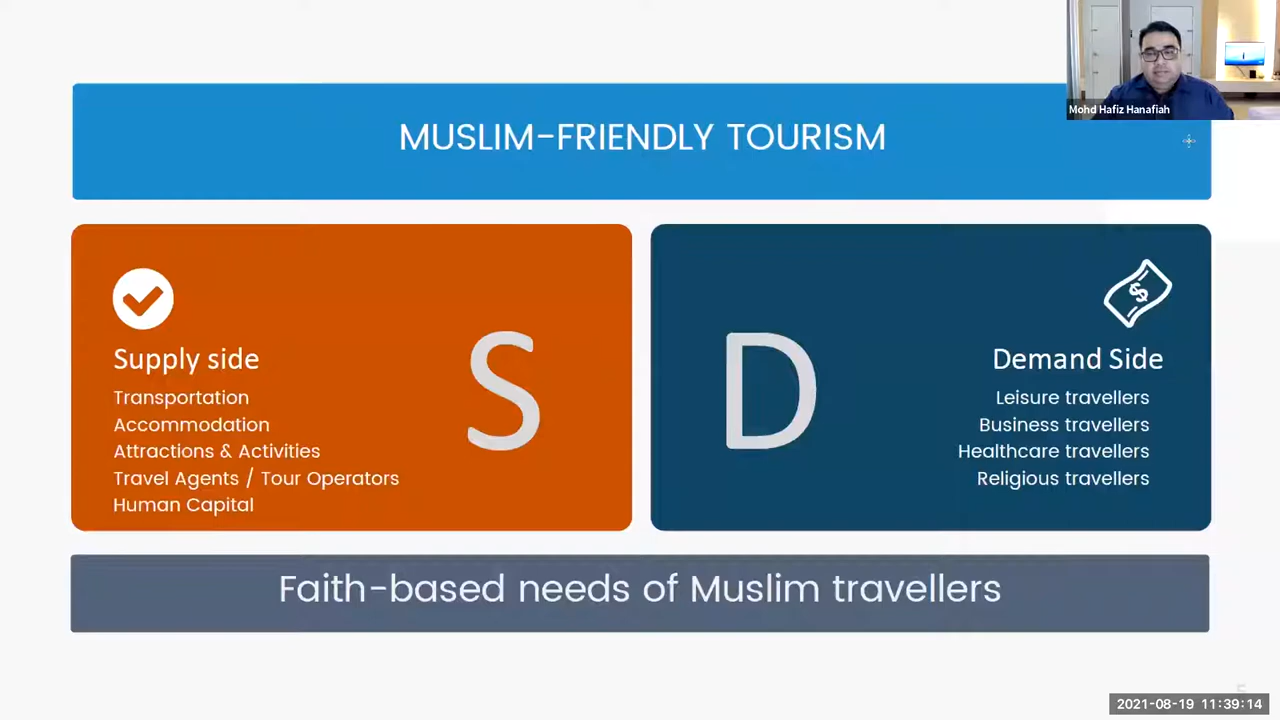 Mohd Hafiz Hanafiah
MUSLIM-FRIENDLY TOURISM
Supply side
Transportation
Accommodation
Attractions & Activities
Travel Agents / Tour Operators
Human Capital
S
D
$
Demand Side
Leisure travellers
Business travellers
Healthcare travellers
Religious travellers
Faith-based needs of Muslim travellers
5
2021-08-19 11:39:14